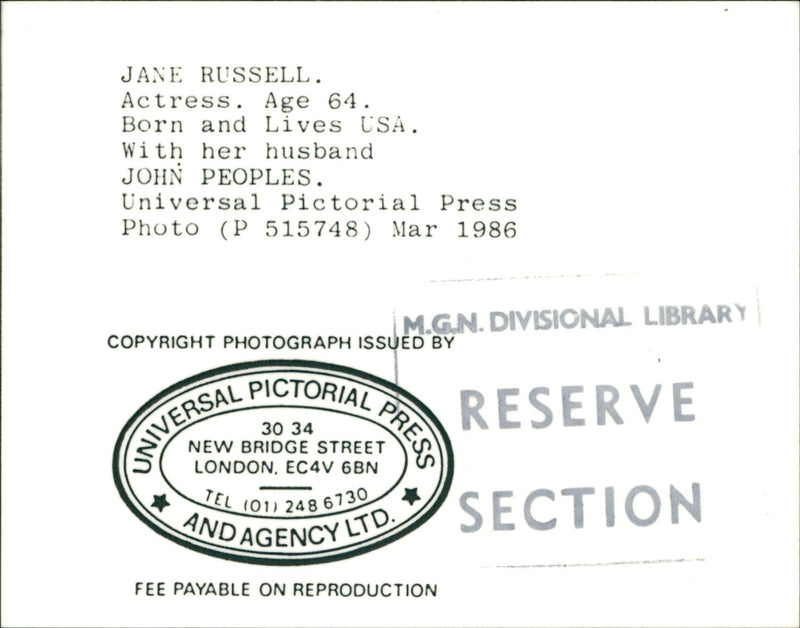 JANE RUSSELL.
Actress. Age 64.
Born and Lives USA.
With her husband
JOHN PEOPLES.
Universal Pictorial Press
Photo (P 515748) Mar 1986
M.G.N. DIVISIONAL LIBRARY
RESERVE
SECTION
COPYRIGHT PHOTOGRAPH ISSUED BY
UNIVERSAL PICTORIAL PRESS
30 34
NEW BRIDGE STREET
LONDON, EC4V 6BN
TEL (01) 248 6730
AND AGENCY LTD.
FEE PAYABLE ON REPRODUCTION